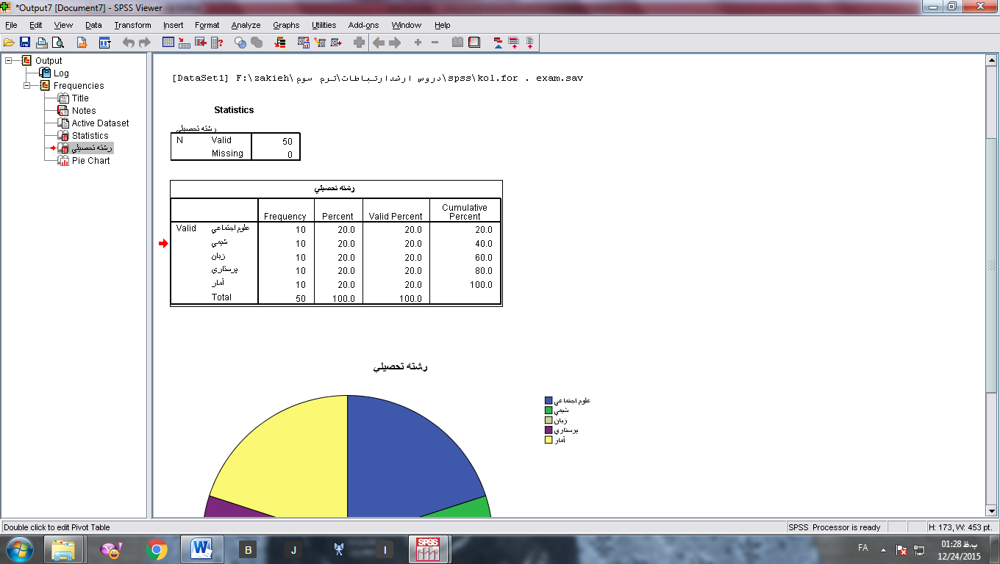 *Output7 [Document7] - SPSS Viewer
File Edit View Data Transform Insert Format Analyze Graphs Utilities Add-ons Window Help
Output
Log
Frequencies
Title
Notes
Active Dataset
Statistics
رشته تحصيلي
Pie Chart
[DataSet1] F:\zakieh\دروس ارشدارتباطات\ترم سوم\spss\kol.for . exam.sav
Statistics
رشته تحصيلي
N Valid 50
Missing 0
رشته تحصيلي
Frequency Percent Valid Percent Cumulative Percent
Valid علوم اجتماعي 10 20.0 20.0 20.0
شيمي 10 20.0 20.0 40.0
زبان 10 20.0 20.0 60.0
پرستاري 10 20.0 20.0 80.0
آمار 10 20.0 20.0 100.0
Total 50 100.0 100.0
رشته تحصيلي
علوم اجتماعي
شيمي
زبان
پرستاري
آمار
Double click to edit Pivot Table SPSS Processor is ready H: 173, W: 453 pt.
B J I SPSS FA 01:28 ب.ظ
12/24/2015